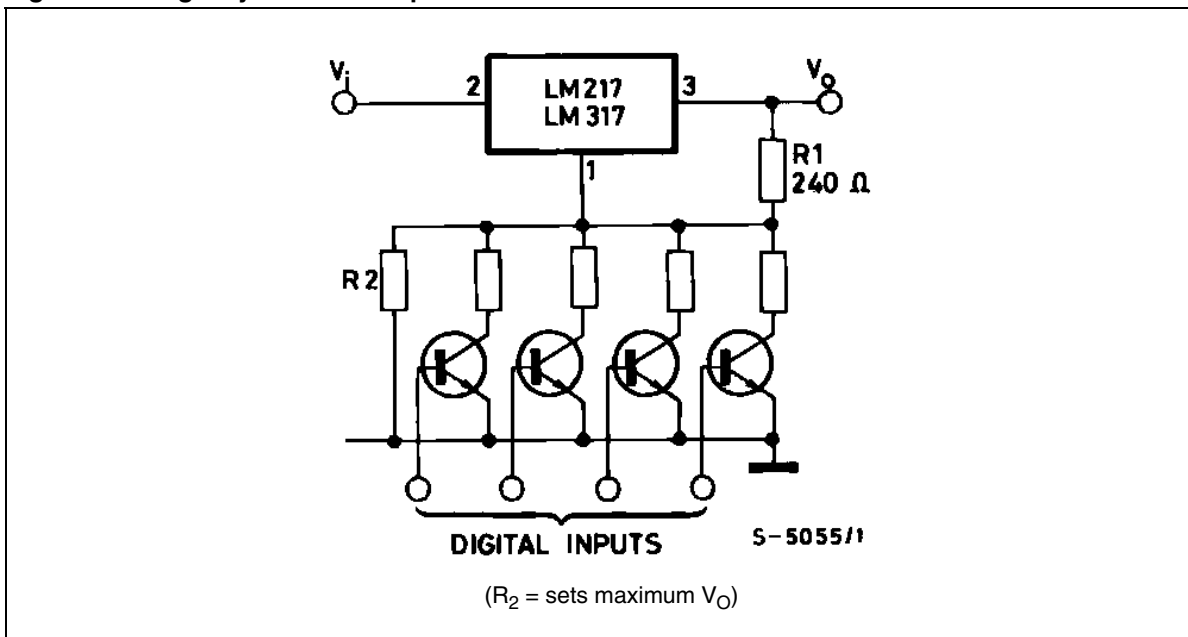 Vi
2
LM217
LM317
3
Vo
1
R1
240 Ω
R2
DIGITAL INPUTS
S-5055/1
(R2 = sets maximum VO)